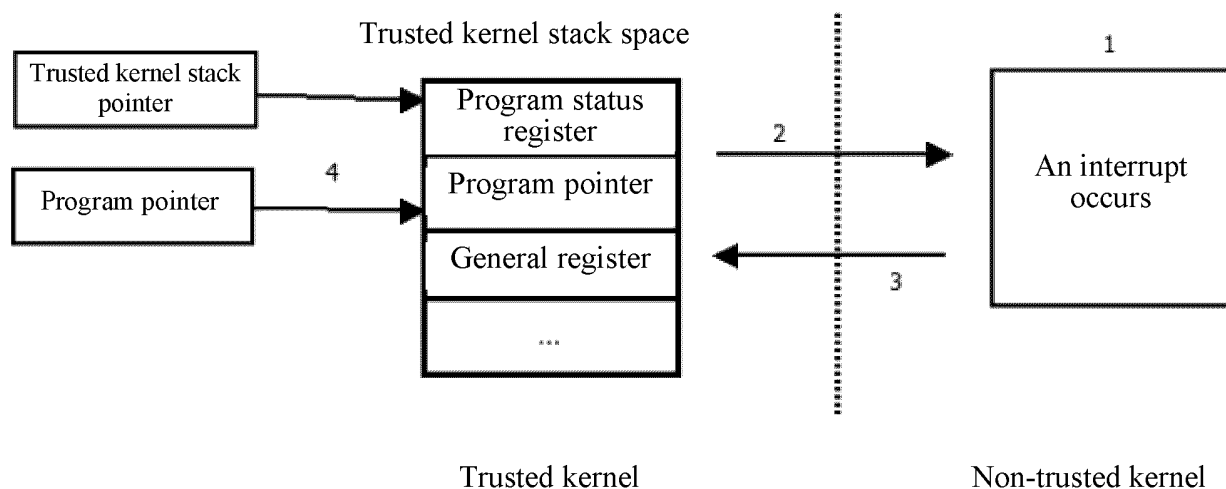 Trusted kernel stack space
1
Trusted kernel stack
pointer
Program status
register
2
An interrupt
occurs
4
Program pointer
Program pointer
General register
3
...
Trusted kernel
Non-trusted kernel